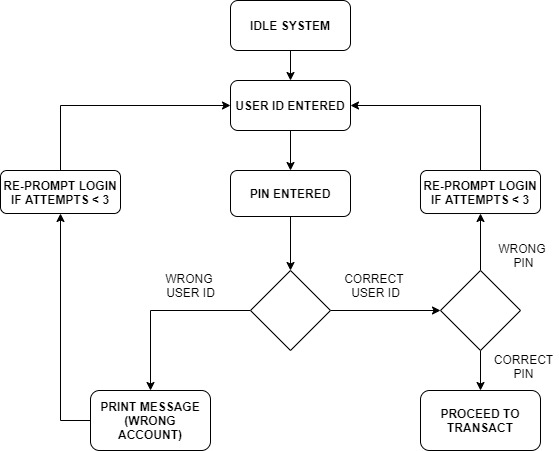 IDLE SYSTEM
USER ID ENTERED
RE-PROMPT LOGIN
IF ATTEMPTS < 3
PIN ENTERED
RE-PROMPT LOGIN
IF ATTEMPTS < 3
WRONG
USER ID
CORRECT
USER ID
WRONG
PIN
CORRECT
PIN
PRINT MESSAGE
(WRONG
ACCOUNT)
PROCEED TO
TRANSACT